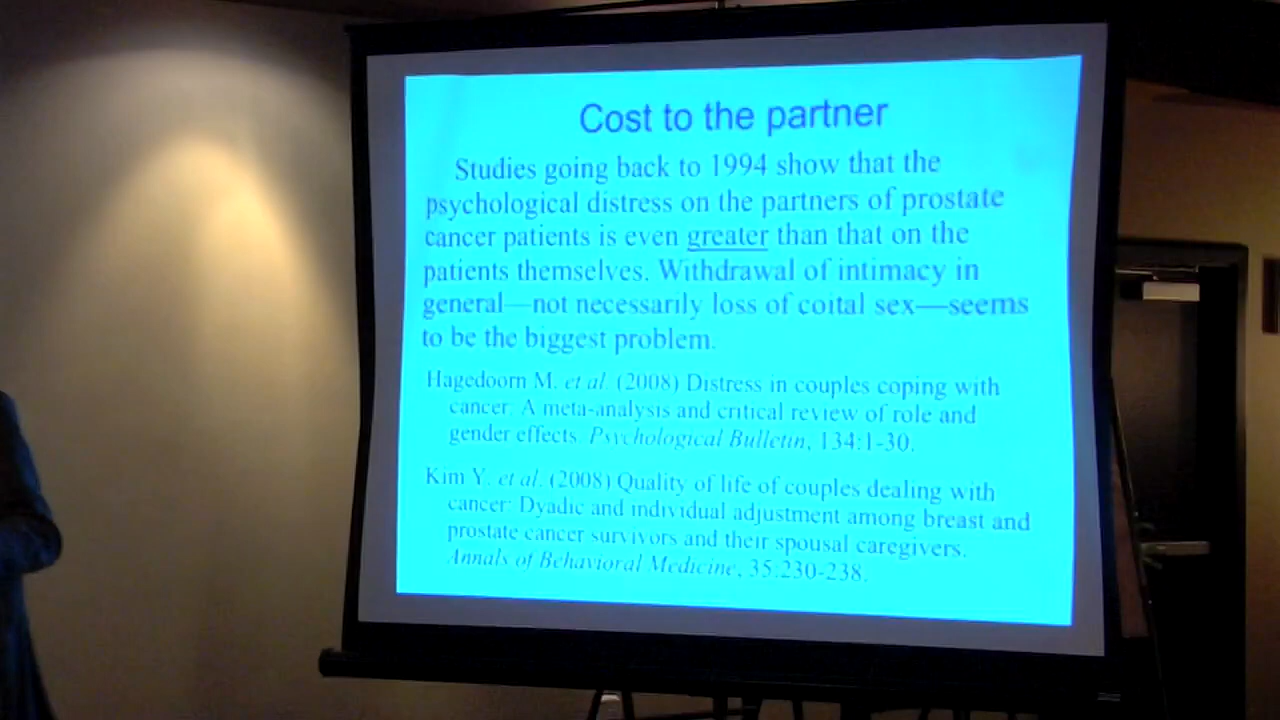 Cost to the partner
Studies going back to 1994 show that the
psychological distress on the partners of prostate
cancer patients is even greater than that on the
patients themselves. Withdrawal of intimacy in
general—not necessarily loss of coital sex—seems
to be the biggest problem.
Hagedoorn M. et al. (2008) Distress in couples coping with
cancer: A meta-analysis and critical review of role and
gender effects. Psychological Bulletin, 134:1-30.
Kim Y. et al. (2008) Quality of life of couples dealing with
cancer: Dyadic and individual adjustment among breast and
prostate cancer survivors and their spousal caregivers.
Annals of Behavioral Medicine, 35:230-238.